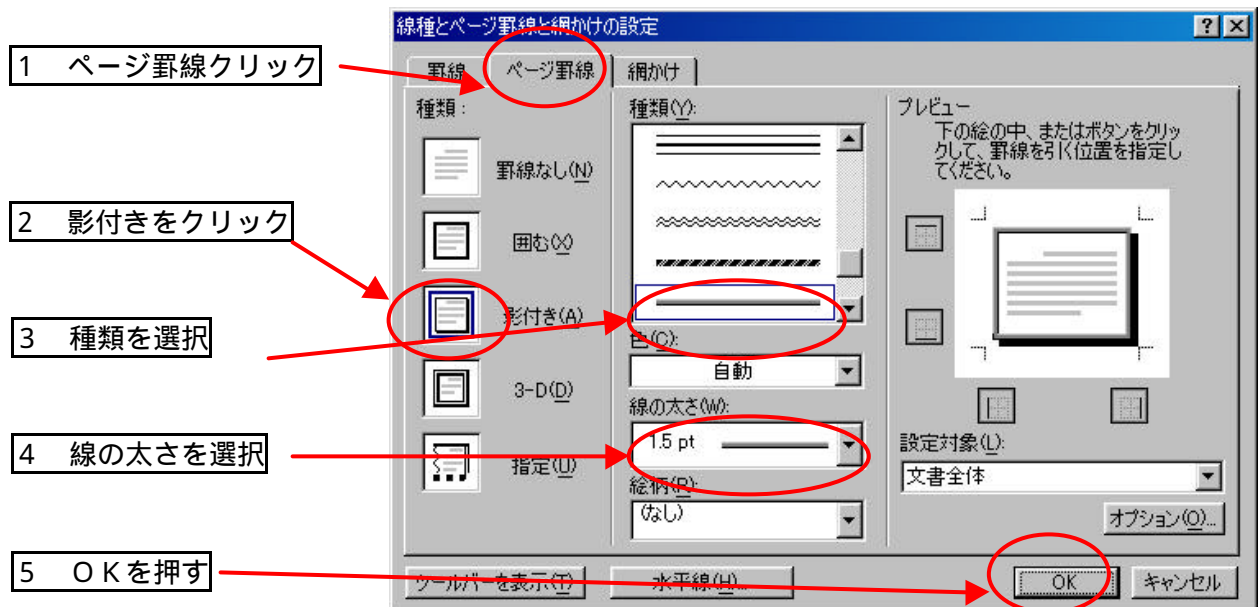 線種とページ罫線と網かけの設定
1 ページ罫線クリック
罫線 ページ罫線 網かけ
種類:
罫線なし(N)
2 影付きをクリック
囲む(X)
影付き(A)
3 種類を選択
3-D(D)
4 線の太さを選択
指定(U)
種類(Y):
色(C):
自動
線の太さ(W):
1.5 pt
絵柄(R):
(なし)
プレビュー
下の絵の中、またはボタンをクリッ
クして、罫線を引く位置を指定し
てください。
設定対象(L):
文書全体
オプション(O)...
5 OKを押す
ツールバーを表示(T) 水平線(H)... OK キャンセル